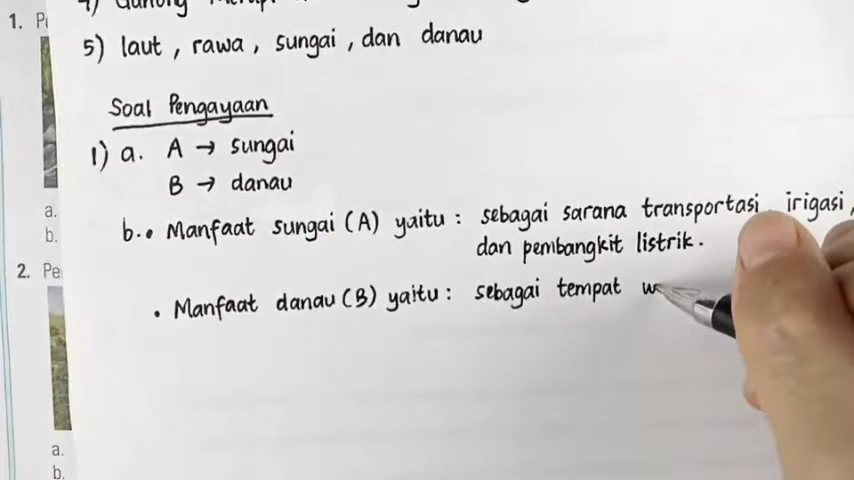 5) laut, rawa, sungai, dan danau
Soal Pengayaan
1) a. A → sungai
B → danau
b. • Manfaat sungai (A) yaitu : sebagai sarana transportasi, irigasi,
dan pembangkit listrik.
• Manfaat danau (B) yaitu : sebagai tempat w
1. P
a.
b.
2. Pe
a.
b.